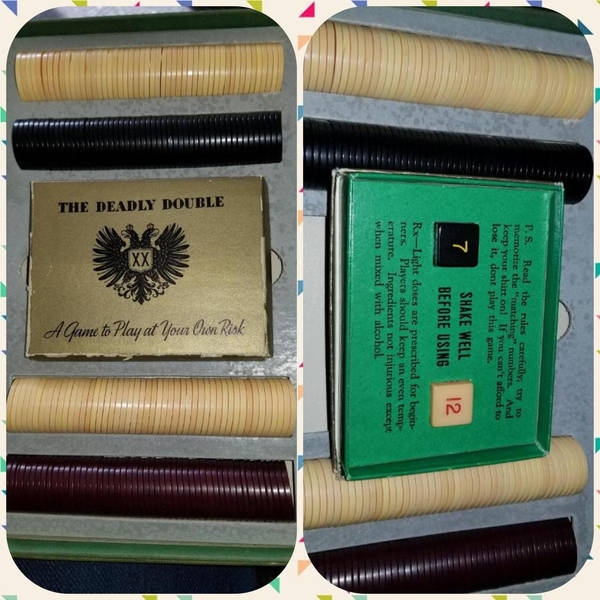 THE DEADLY DOUBLE
XX
A Game to Play at Your Own Risk
P. S. Read the rules carefully; try to
memorize the "matching" numbers. And
keep your shirt on! If you can't afford to
lose it, dont play this game.
7
SHAKE WELL
BEFORE USING
12
Rx—Light doses are prescribed for begin-
ners. Players should keep an even temp-
erature. Ingredients not injurious except
when mixed with alcohol.